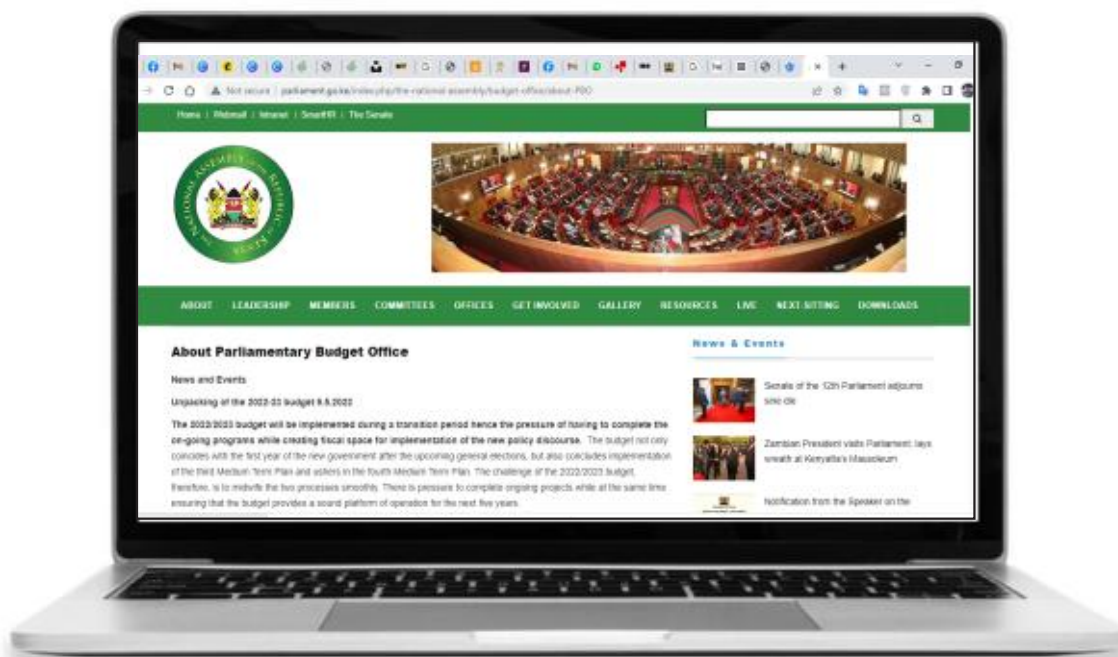 Not secure | parliament.go.ke/index.php/the-national-assembly/budget-office/about-PBO
Home | Webmail | Intranet | SmartHR | The Senate
THE NATIONAL ASSEMBLY OF THE REPUBLIC OF KENYA
ABOUT LEADERSHIP MEMBERS COMMITTEES OFFICES GET INVOLVED GALLERY RESOURCES LIVE NEXT SITTING DOWNLOADS
About Parliamentary Budget Office
News and Events
Unpacking of the 2022-23 budget 9.5.2022
The 2022/2023 budget will be implemented during a transition period hence the pressure of having to complete the
on-going programs while creating fiscal space for implementation of the new policy discourse. The budget not only
coincides with the first year of the new government after the upcoming general elections, but also concludes implementation
of the third Medium Term Plan and ushers in the fourth Medium Term Plan. The challenge of the 2022/2023 budget,
therefore, is to midwife the two processes smoothly. There is pressure to complete ongoing projects while at the same time
ensuring that the budget provides a sound platform of operation for the next five years.
News & Events
Senate of the 12th Parliament adjourns
sine die
Zambian President visits Parliament; lays
wreath at Kenyatta's Mausoleum
Notification from the Speaker on the